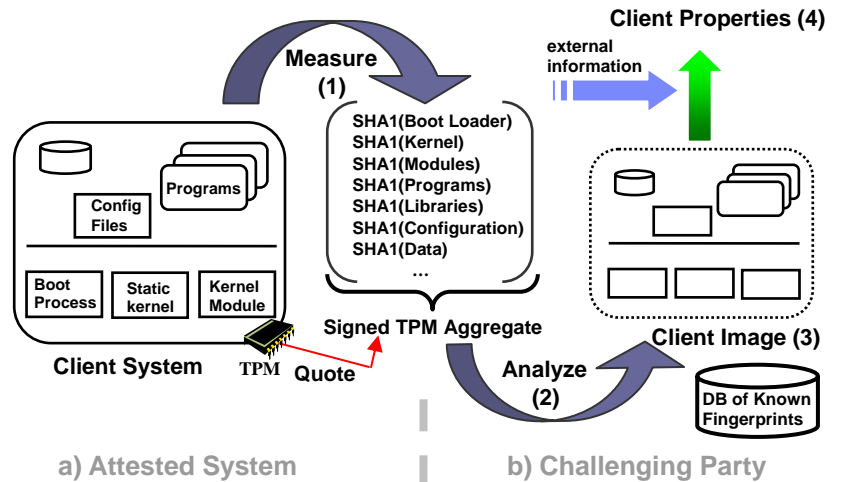 Client Properties (4)
external
information
Measure
(1)
SHA1(Boot Loader)
SHA1(Kernel)
SHA1(Modules)
SHA1(Programs)
SHA1(Libraries)
SHA1(Configuration)
SHA1(Data)
...
Programs
Config
Files
Boot
Process
Static
kernel
Kernel
Module
Client System
TPM
Quote
Signed TPM Aggregate
Analyze
(2)
Client Image (3)
DB of Known
Fingerprints
a) Attested System
b) Challenging Party